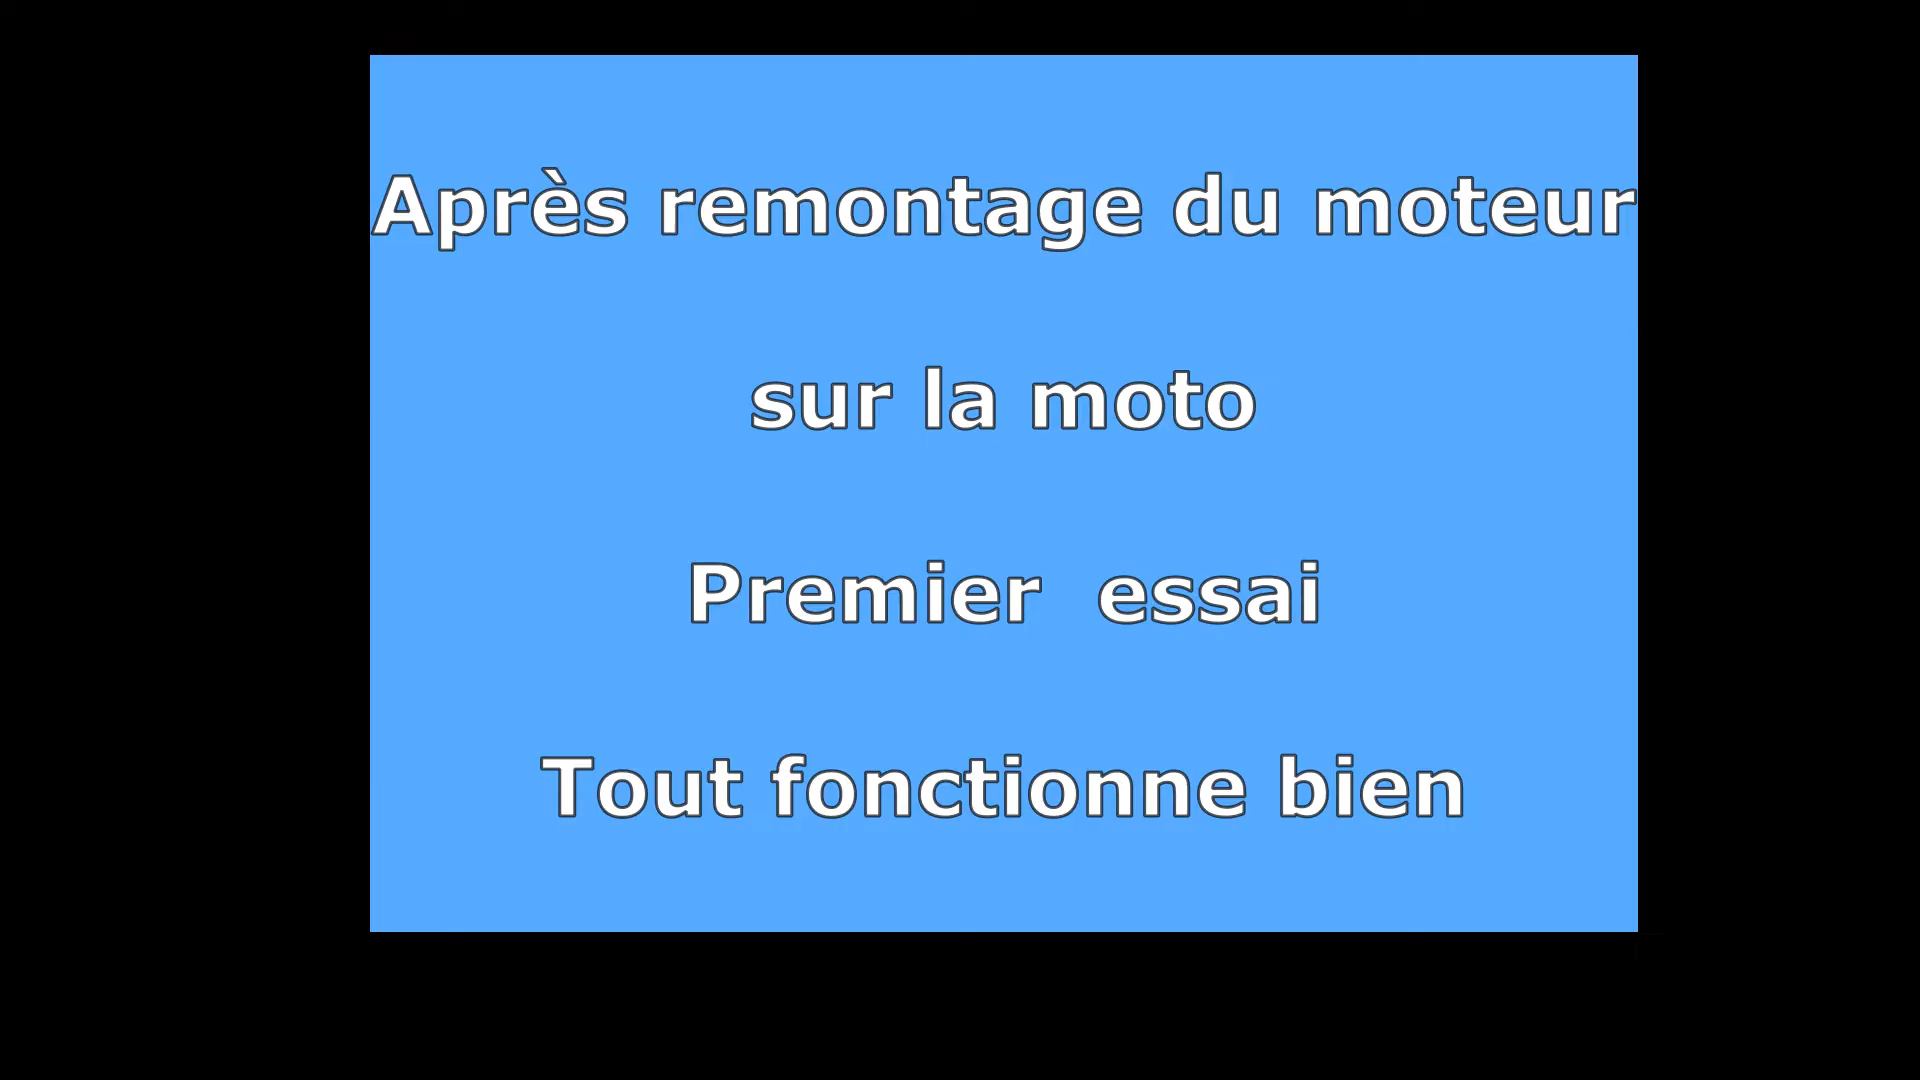 Après remontage du moteur
sur la moto
Premier  essai
Tout fonctionne bien